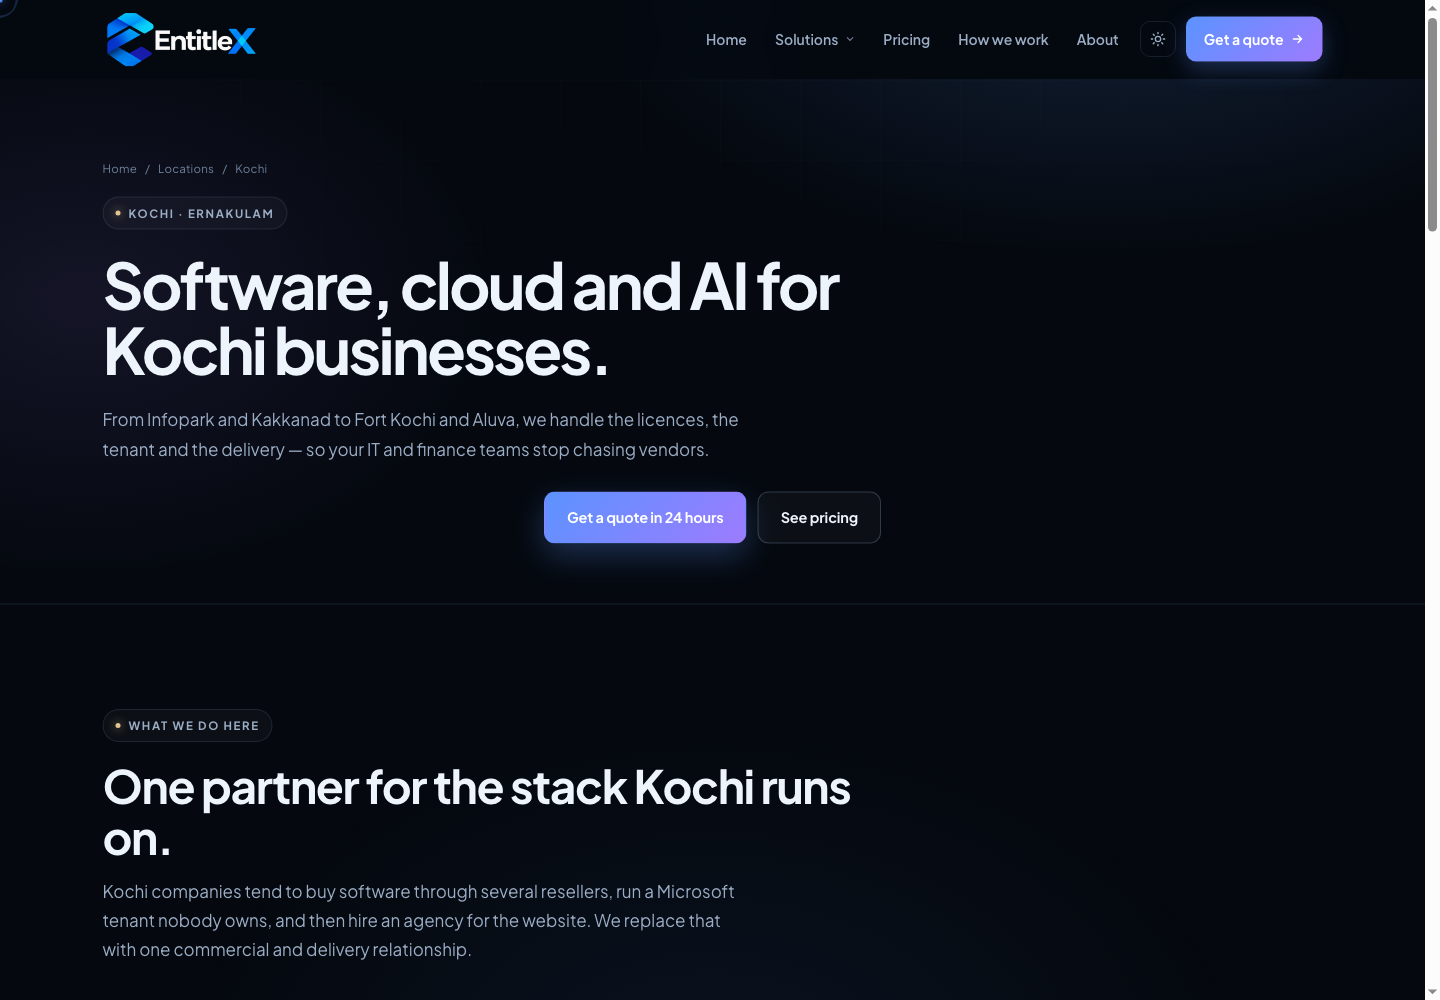 EntitleX
Home Solutions Pricing How we work About Get a quote
Home / Locations / Kochi
KOCHI · ERNAKULAM
Software, cloud and AI for
Kochi businesses.
From Infopark and Kakkanad to Fort Kochi and Aluva, we handle the licences, the
tenant and the delivery — so your IT and finance teams stop chasing vendors.
Get a quote in 24 hours See pricing
WHAT WE DO HERE
One partner for the stack Kochi runs
on.
Kochi companies tend to buy software through several resellers, run a Microsoft
tenant nobody owns, and then hire an agency for the website. We replace that
with one commercial and delivery relationship.